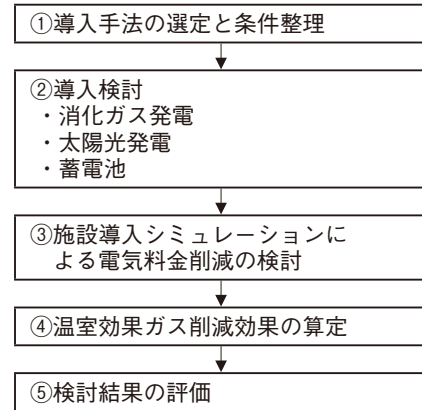 ①導入手法の選定と条件整理
②導入検討
・消化ガス発電
・太陽光発電
・蓄電池
③施設導入シミュレーションに
よる電気料金削減の検討
④温室効果ガス削減効果の算定
⑤検討結果の評価